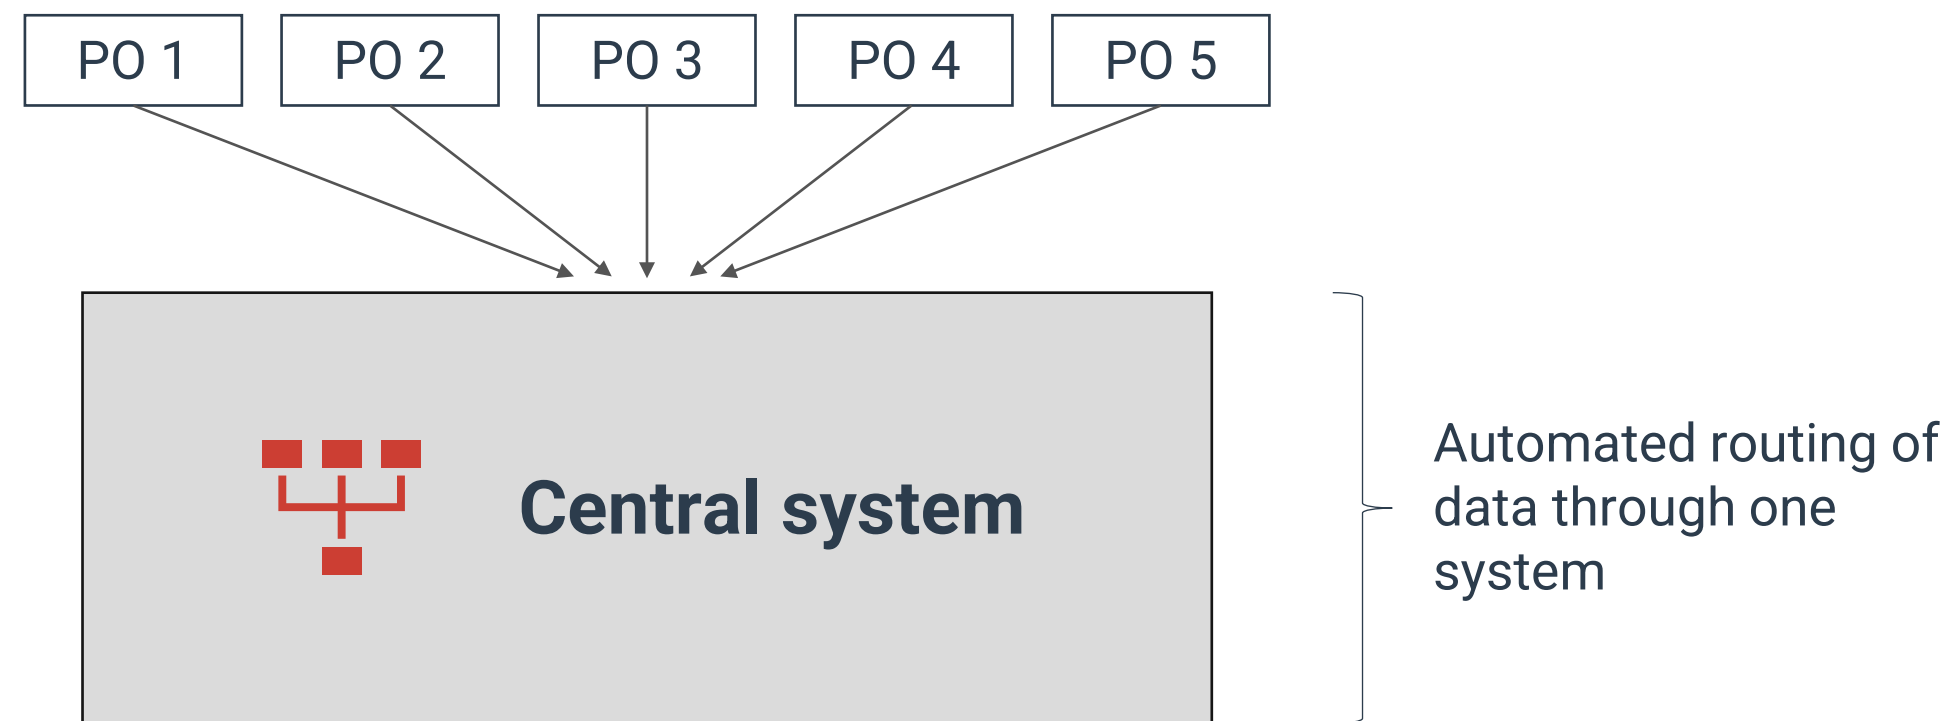 PO 1
PO 2
PO 3
PO 4
PO 5
Central system
Automated routing of
data through one
system